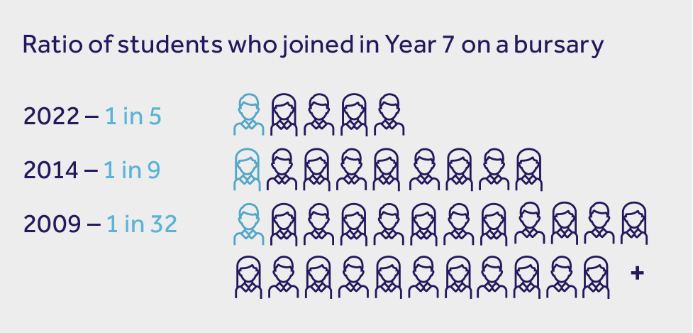 Ratio of students who joined in Year 7 on a bursary
2022 – 1 in 5
2014 – 1 in 9
2009 – 1 in 32
+